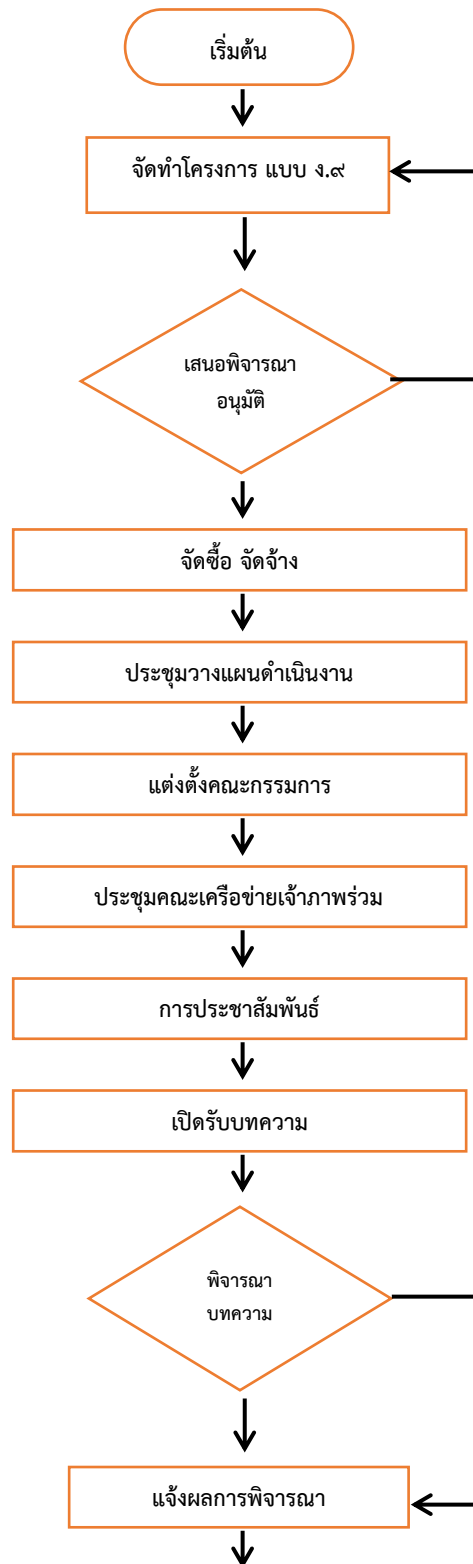 เริ่มต้น
จัดทำโครงการ แบบ ง.๙
เสนอพิจารณา
อนุมัติ
จัดซื้อ จัดจ้าง
ประชุมวางแผนดำเนินงาน
แต่งตั้งคณะกรรมการ
ประชุมคณะเครือข่ายเจ้าภาพร่วม
การประชาสัมพันธ์
เปิดรับบทความ
พิจารณา
บทความ
แจ้งผลการพิจารณา